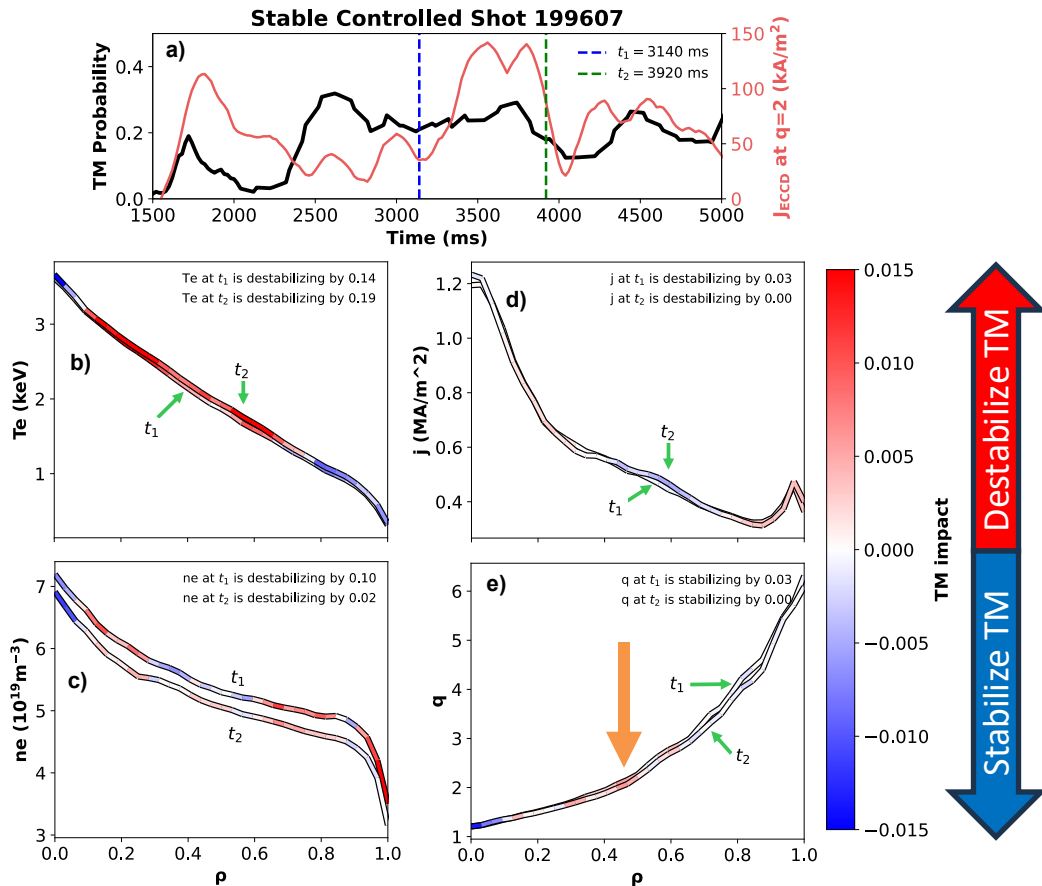 Stable Controlled Shot 199607
a)
TM Probability
0.4
0.2
0.0
t₁ = 3140 ms
t₂ = 3920 ms
150
100
50
0
J_ECCD at q=2 (kA/m²)
1500 2000 2500 3000 3500 4000 4500 5000
Time (ms)
Te at t₁ is destabilizing by 0.14
Te at t₂ is destabilizing by 0.19
b)
Te (keV)
3
2
1
t₂
t₁
j at t₁ is destabilizing by 0.03
j at t₂ is destabilizing by 0.00
d)
j (MA/m^2)
1.2
1.0
0.8
0.6
0.4
t₂
t₁
ne at t₁ is destabilizing by 0.10
ne at t₂ is destabilizing by 0.02
c)
ne (10¹⁹m⁻³)
7
6
5
4
3
t₁
t₂
0.0 0.2 0.4 0.6 0.8 1.0
ρ
q at t₁ is stabilizing by 0.03
q at t₂ is stabilizing by 0.00
e)
q
6
5
4
3
2
1
t₁
t₂
0.0 0.2 0.4 0.6 0.8 1.0
ρ
0.015
0.010
0.005
0.000
−0.005
−0.010
−0.015
TM impact
Destabilize TM
Stabilize TM